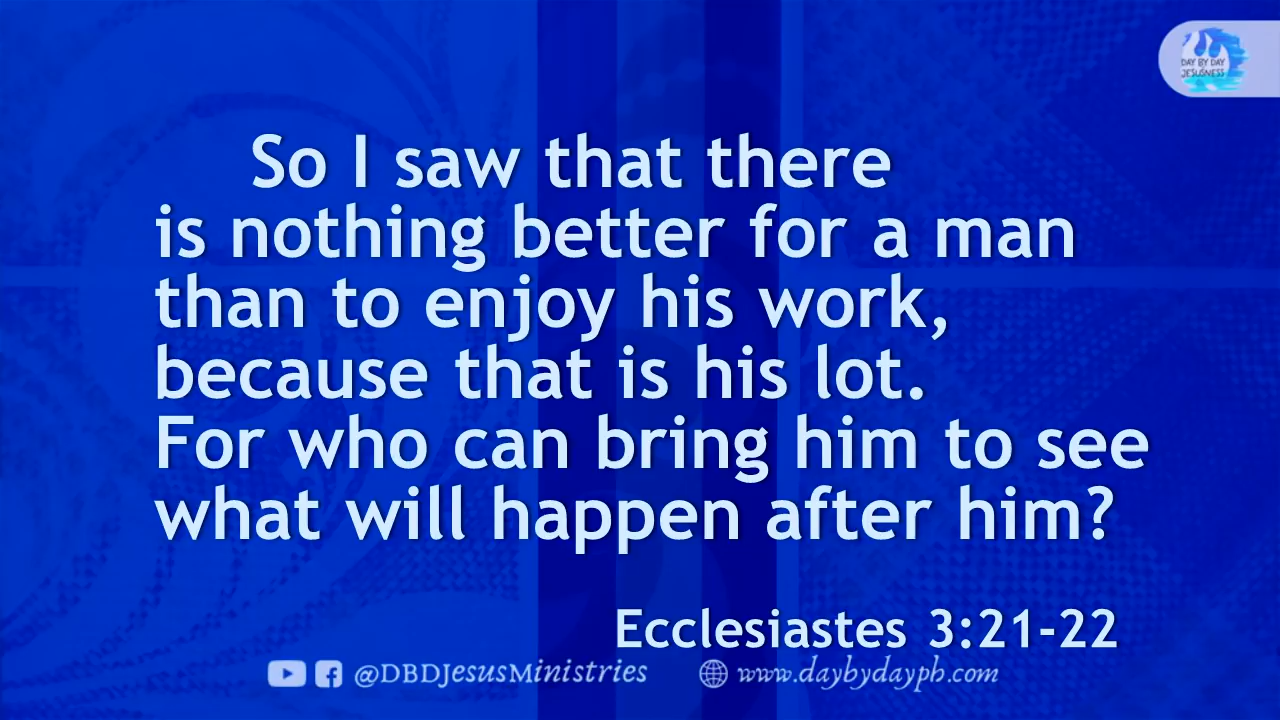 DAY BY DAY
JESUSNESS
So I saw that there
is nothing better for a man
than to enjoy his work,
because that is his lot.
For who can bring him to see
what will happen after him?
Ecclesiastes 3:21-22
@DBDJesusMinistries www.daybydayph.com